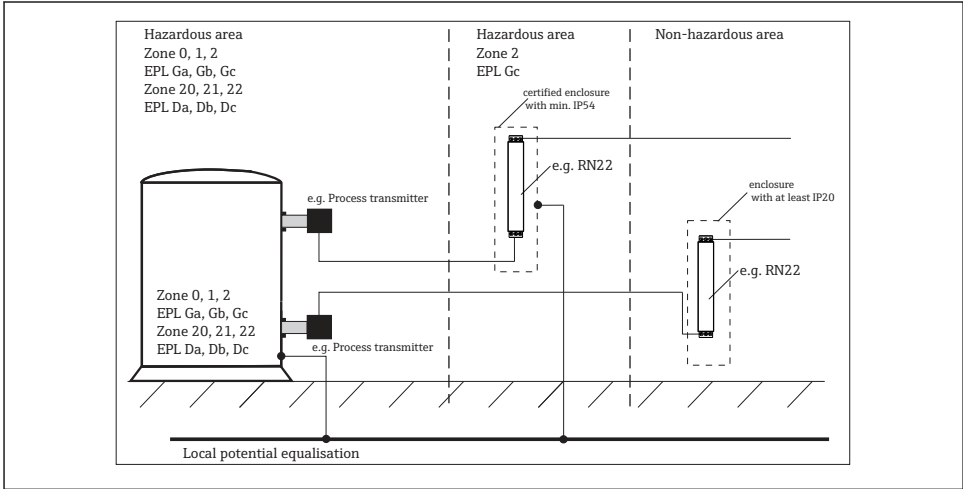 Hazardous area
Zone 0, 1, 2
EPL Ga, Gb, Gc
Zone 20, 21, 22
EPL Da, Db, Dc
Hazardous area
Zone 2
EPL Gc
Non-hazardous area
certified enclosure
with min. IP54
e.g. RN22
enclosure
with at least IP20
e.g. Process transmitter
e.g. RN22
Zone 0, 1, 2
EPL Ga, Gb, Gc
Zone 20, 21, 22
EPL Da, Db, Dc
e.g. Process transmitter
Local potential equalisation